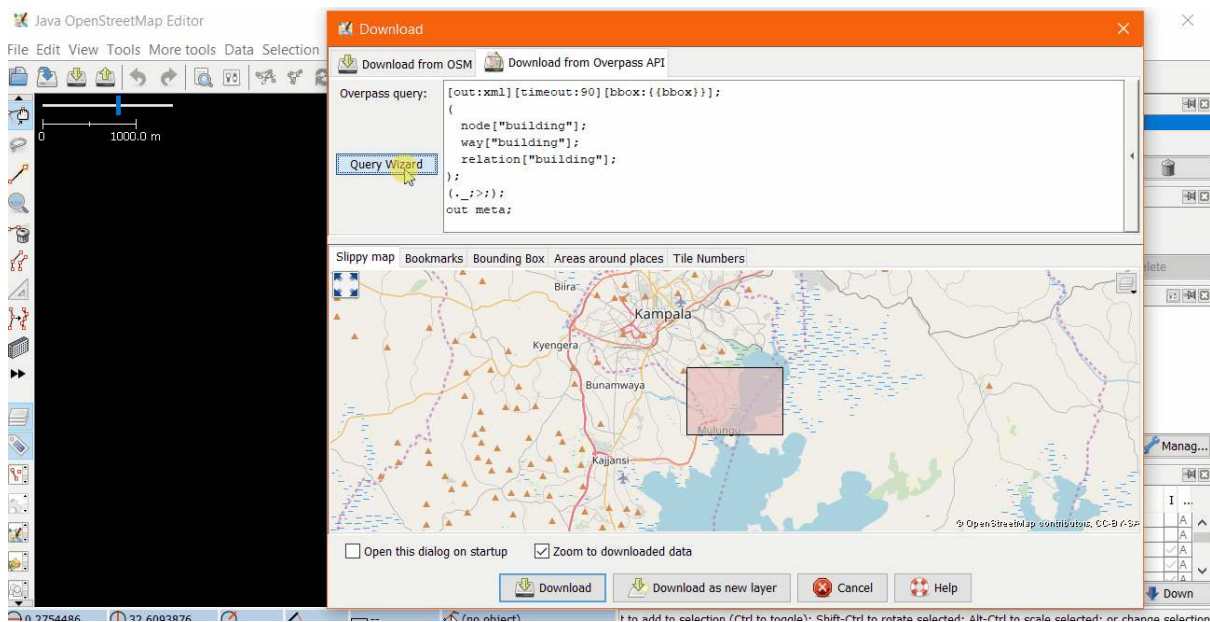 Java OpenStreetMap Editor
File Edit View Tools More tools Data Selection
0 1000.0 m
Download
Download from OSM Download from Overpass API
Overpass query:
[out:xml][timeout:90][bbox:{{bbox}}];
(
node["building"];
way["building"];
relation["building"];
);
(._;>;);
out meta;
Query Wizard
Slippy map Bookmarks Bounding Box Areas around places Tile Numbers
Biira
Kampala
Kyengera
Bunamwaya
Mulungu
Kajjansi
© OpenStreetMap contributors, CC-BY-SA
Open this dialog on startup Zoom to downloaded data
Download Download as new layer Cancel Help
lete
Manag...
I ...
A
A
A
A
Down
0.2754486 32.6093876 (no object) t to add to selection (Ctrl to toggle); Shift-Ctrl to rotate selected; Alt-Ctrl to scale selected; or change selection